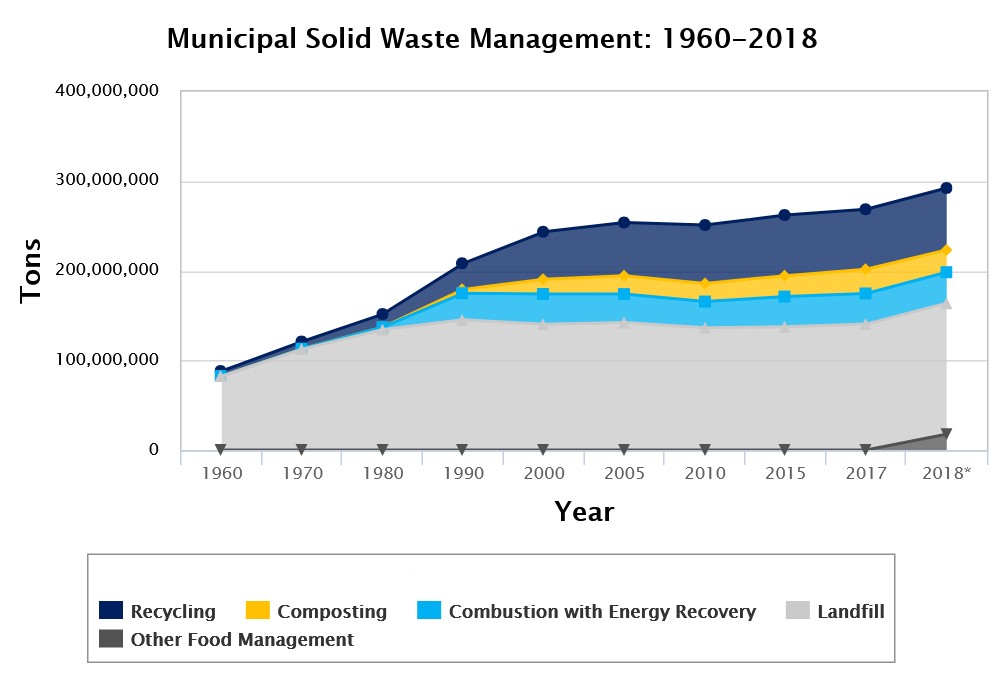 Municipal Solid Waste Management: 1960-2018
400,000,000
300,000,000
200,000,000
100,000,000
0
Tons
1960 1970 1980 1990 2000 2005 2010 2015 2017 2018*
Year
Recycling Composting Combustion with Energy Recovery Landfill
Other Food Management